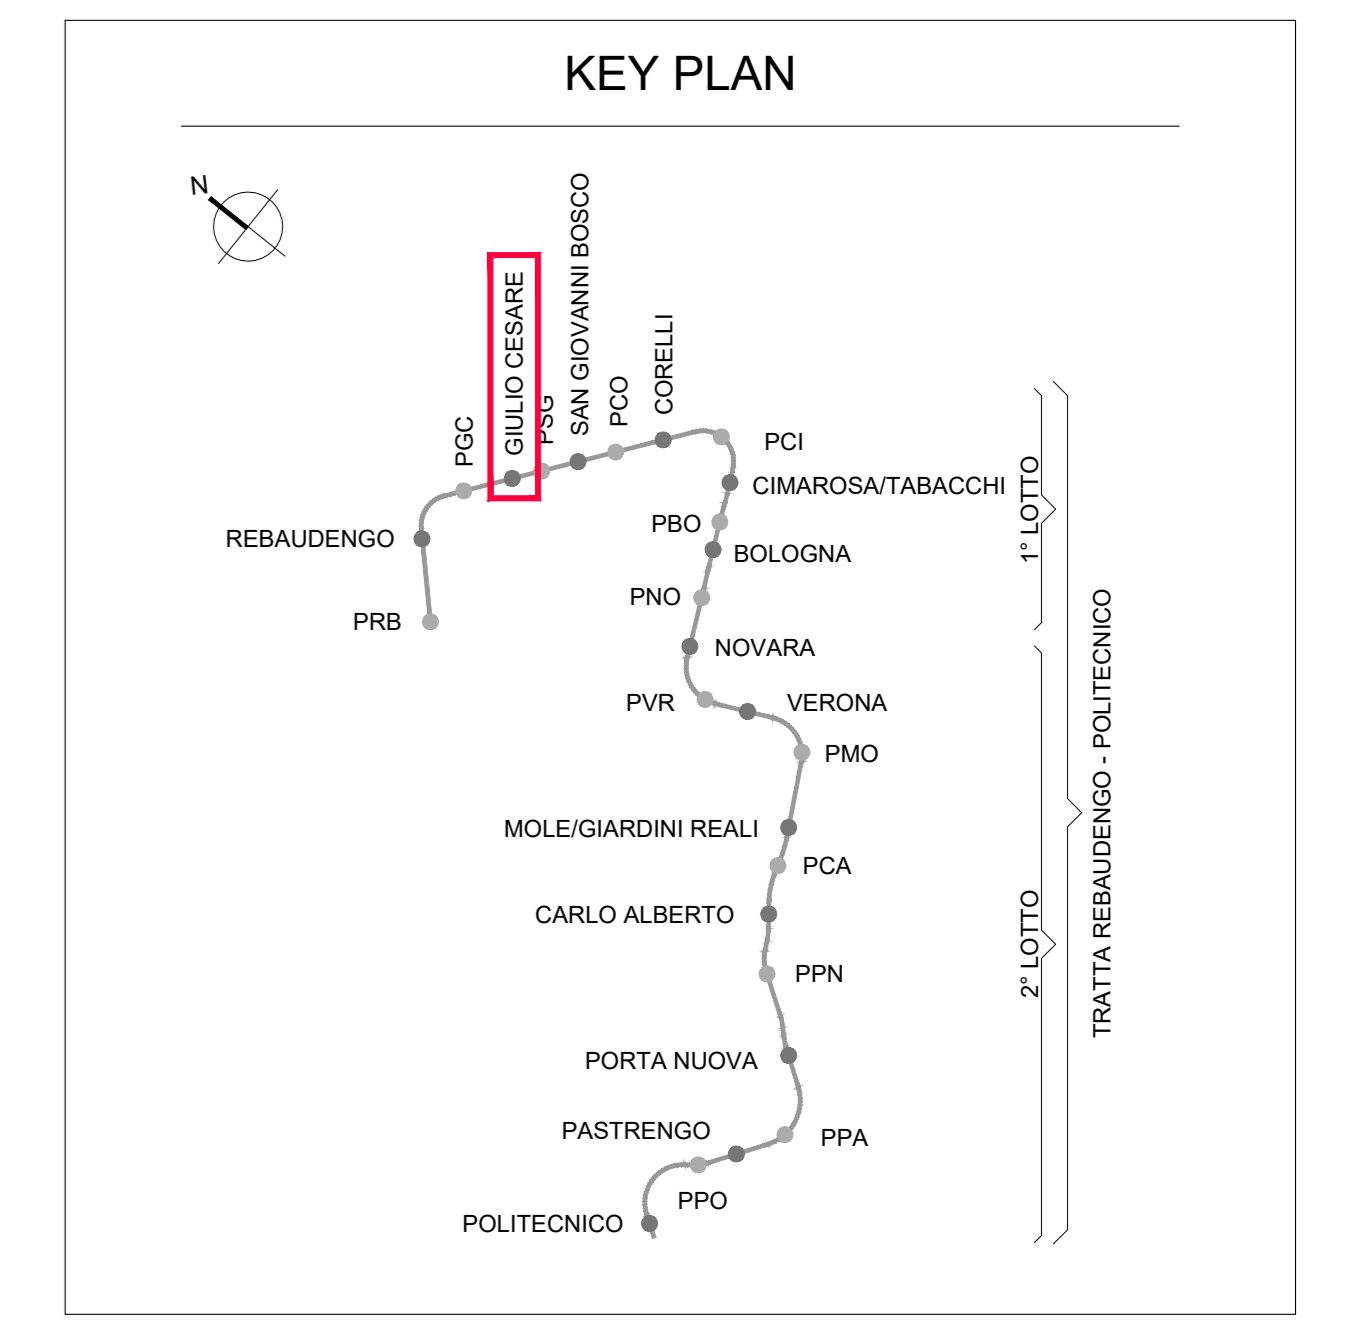 KEY PLAN
N
PGC
GIULIO CESARE
PSG
SAN GIOVANNI BOSCO
PCO
CORELLI
PCI
CIMAROSA/TABACCHI
PBO
BOLOGNA
REBAUDENGO
PNO
PRB
NOVARA
PVR
VERONA
PMO
MOLE/GIARDINI REALI
PCA
CARLO ALBERTO
PPN
PORTA NUOVA
PASTRENGO
PPA
PPO
POLITECNICO
1° LOTTO
2° LOTTO
TRATTA REBAUDENGO - POLITECNICO